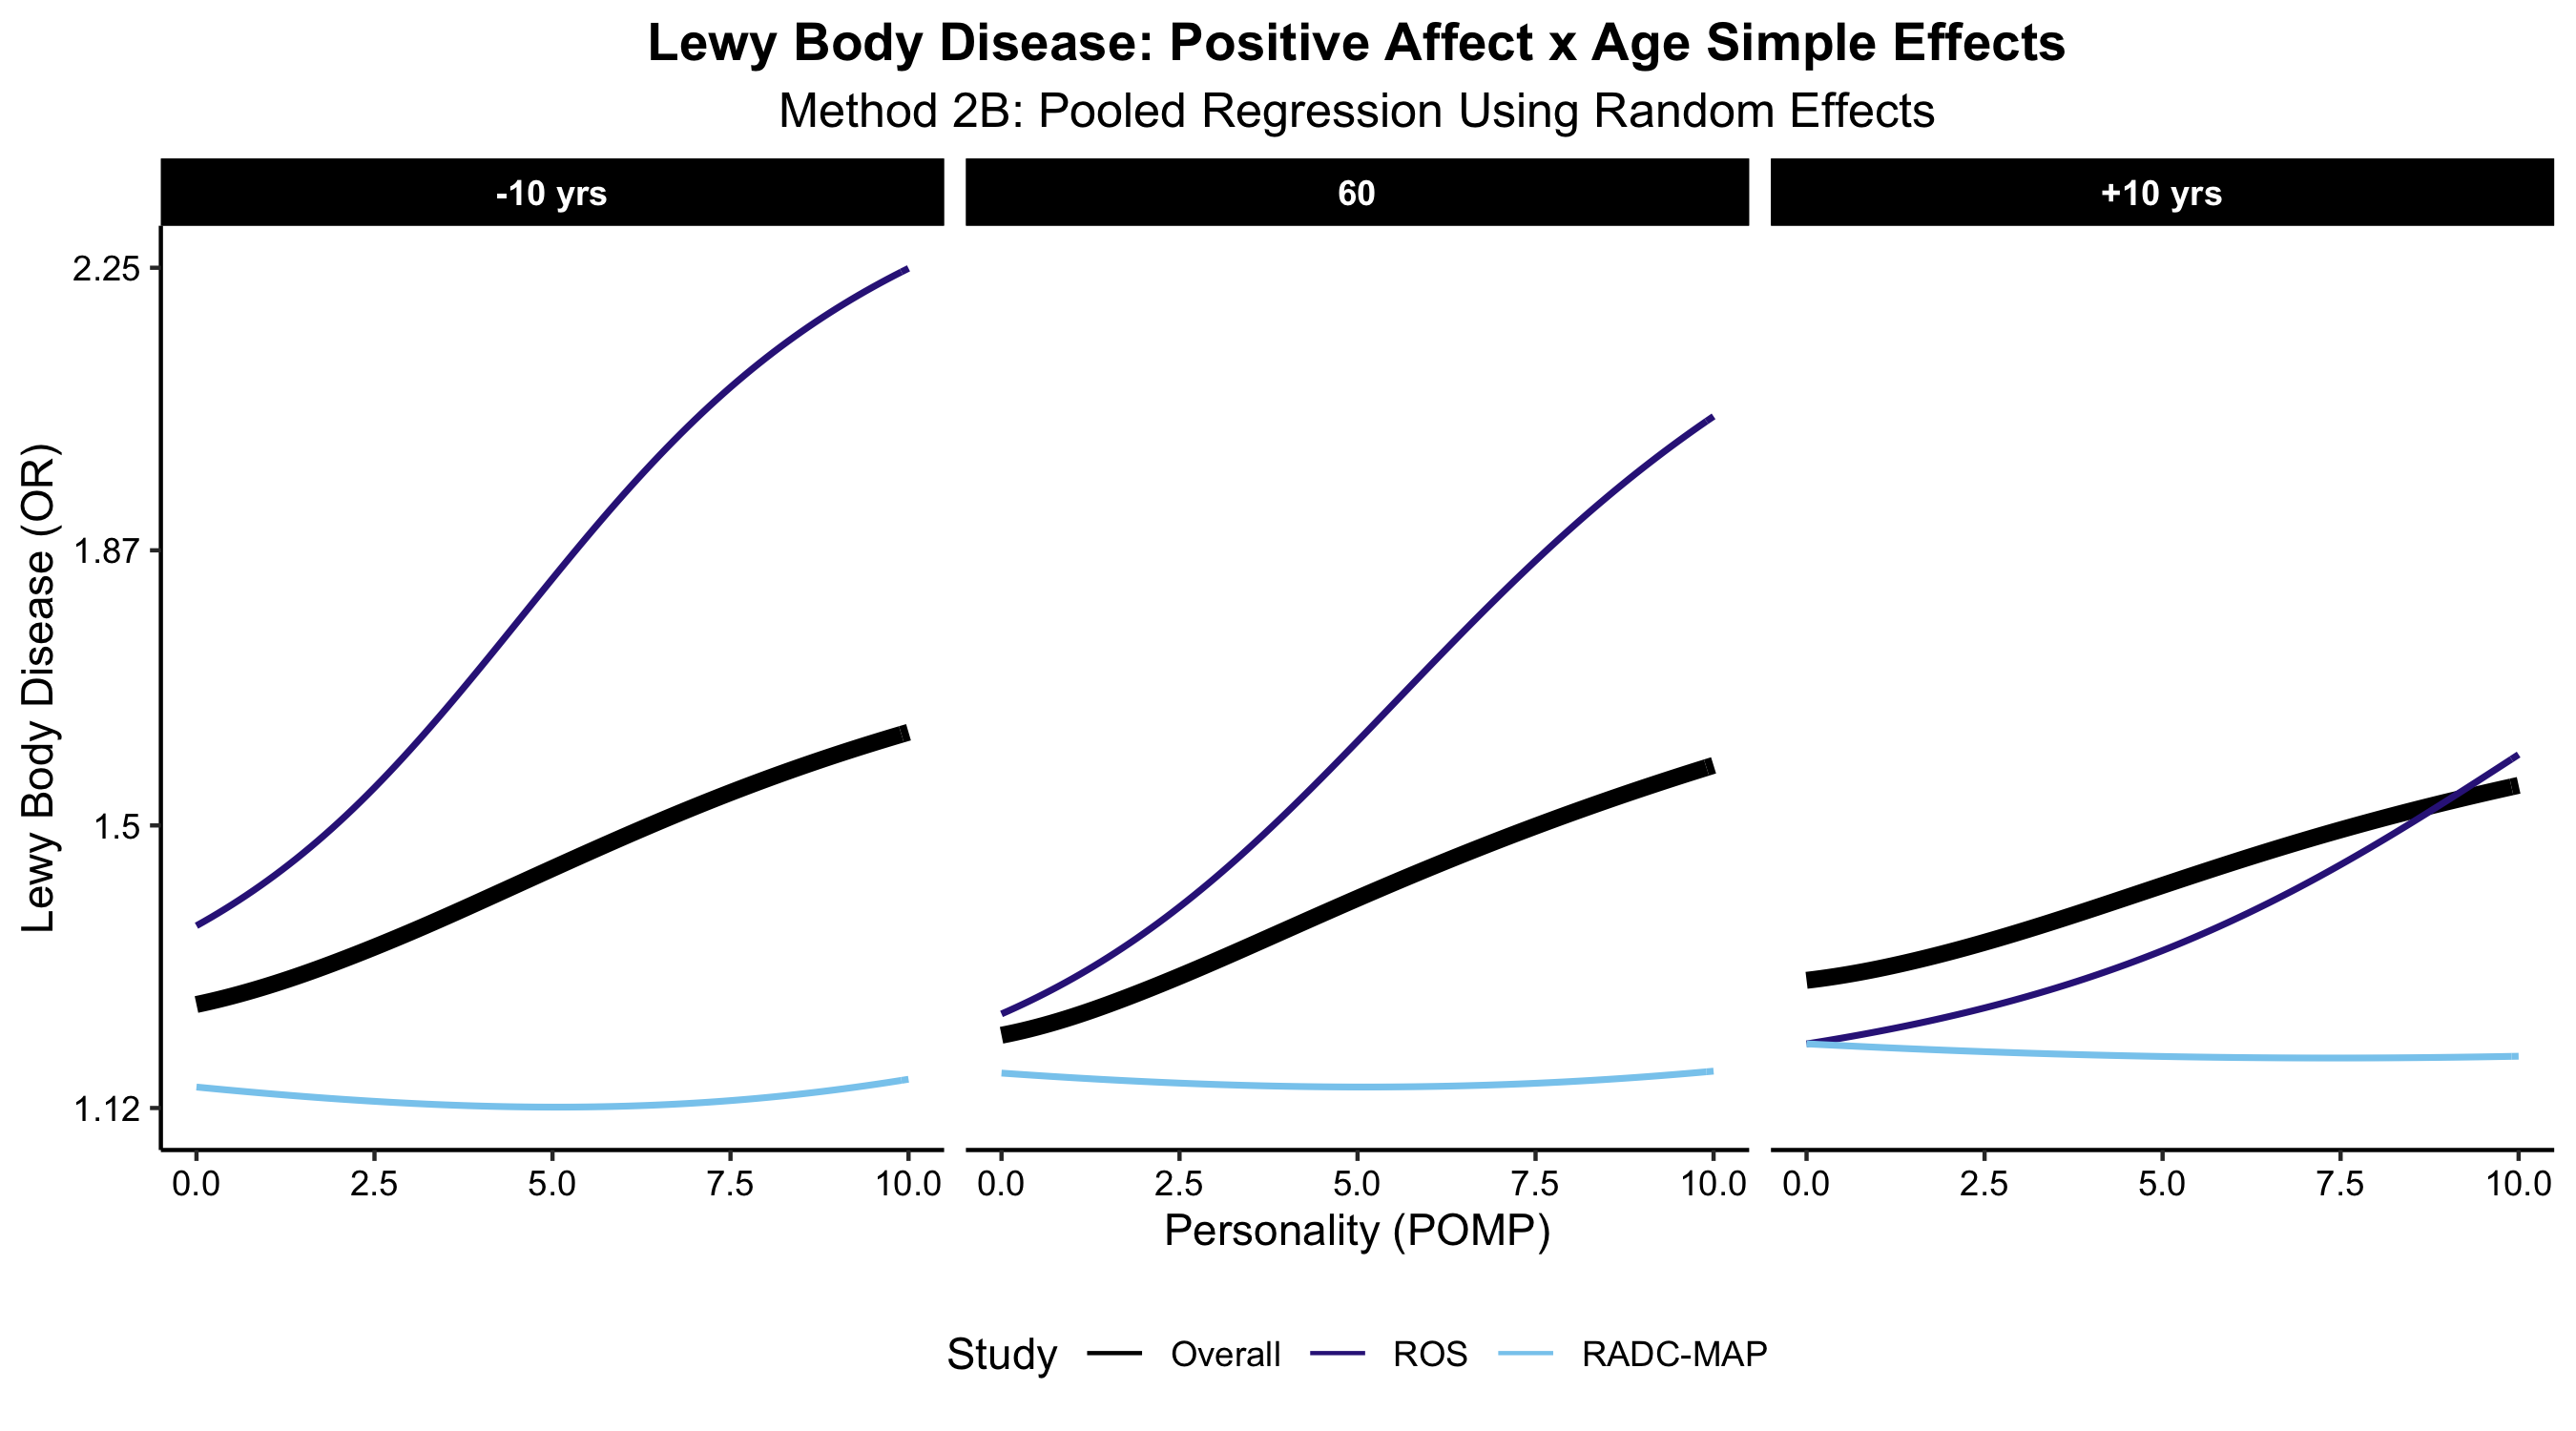 Lewy Body Disease: Positive Affect x Age Simple Effects
Method 2B: Pooled Regression Using Random Effects
-10 yrs 60 +10 yrs
Lewy Body Disease (OR)
2.25
1.87
1.5
1.12
0.0 2.5 5.0 7.5 10.0 0.0 2.5 5.0 7.5 10.0 0.0 2.5 5.0 7.5 10.0
Personality (POMP)
Study Overall ROS RADC-MAP